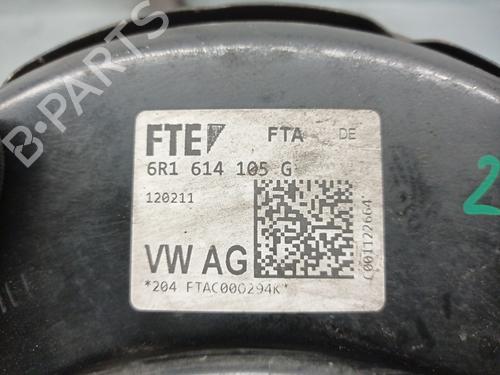 B-PARTS
FTE FTA DE
6R1 614 105 G
120211
VW AG
C001122664
*204 FTAC000294K*
2